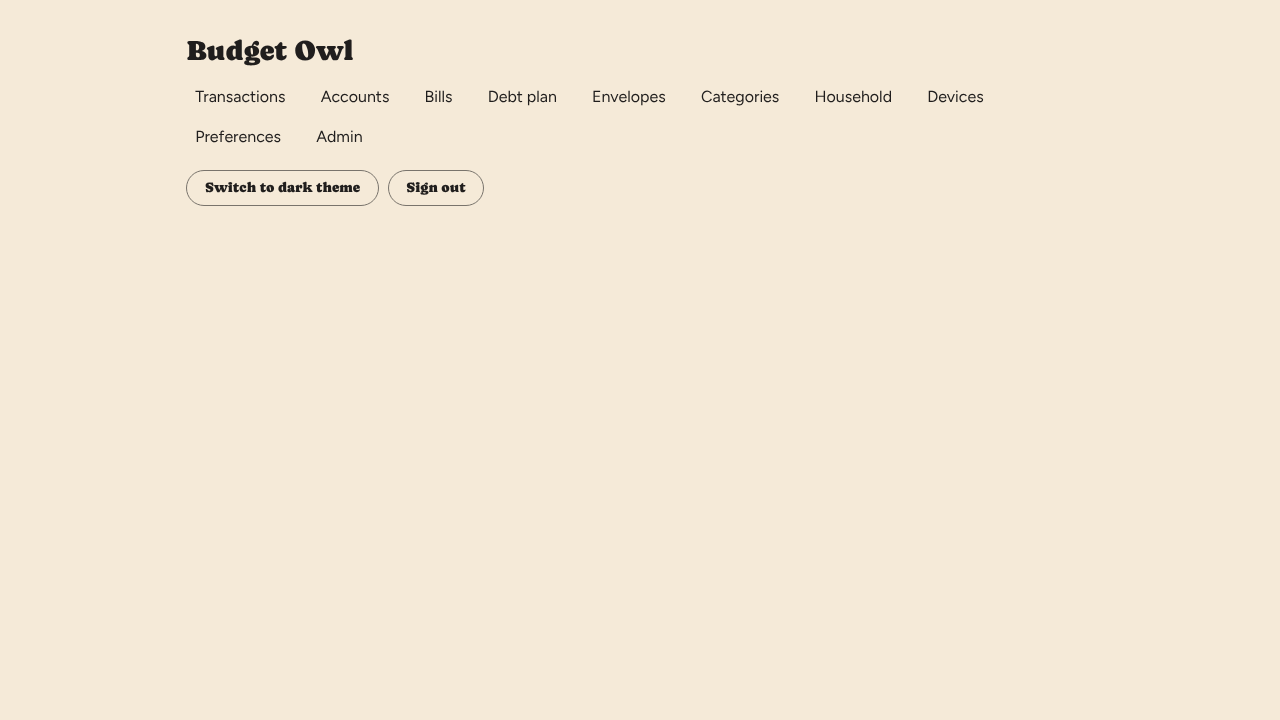 Budget Owl
Transactions Accounts Bills Debt plan Envelopes Categories Household Devices
Preferences Admin
Switch to dark theme Sign out